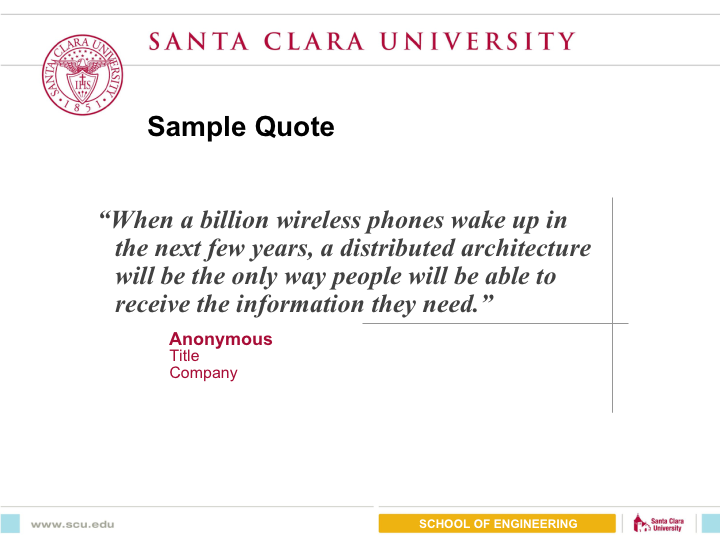 SANTA CLARA UNIVERSITY
SANTA CLARA UNIVERSITY
IHS
• 1851 •
Sample Quote
“When a billion wireless phones wake up in
the next few years, a distributed architecture
will be the only way people will be able to
receive the information they need.”
Anonymous
Title
Company
www.scu.edu
SCHOOL OF ENGINEERING
Santa Clara
University